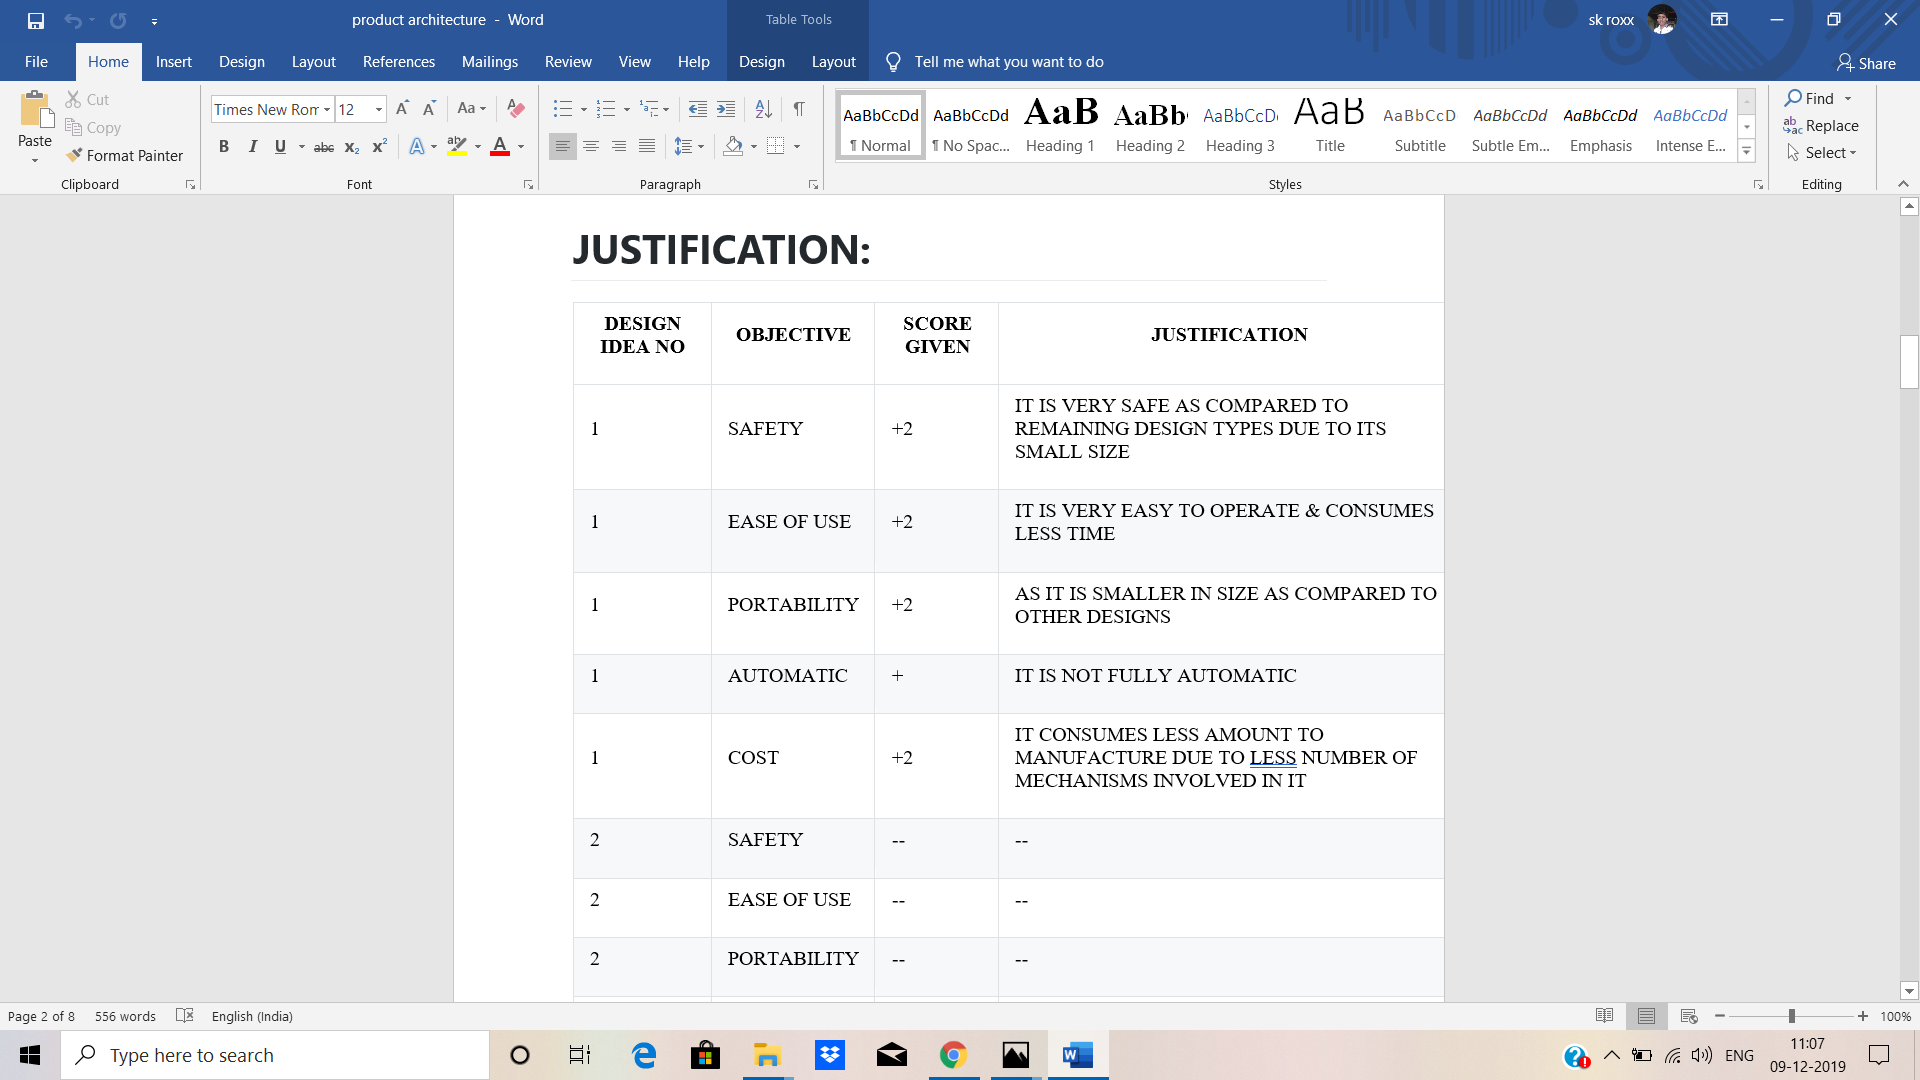 product architecture - Word
Table Tools
sk roxx
File Home Insert Design Layout References Mailings Review View Help Design Layout Tell me what you want to do Share
Cut
Copy
Paste
Format Painter
Clipboard
Times New Ron 12
Aa
B I U abc X₂ X² A ab A
Font
Paragraph
AaBbCcDd AaBbCcDd AaB AaBb AaBbCcD AaB AaBbCcD AaBbCcDd AaBbCcDd AaBbCcDd
¶ Normal ¶ No Spac... Heading 1 Heading 2 Heading 3 Title Subtitle Subtle Em... Emphasis Intense E...
Styles
Find
Replace
Select
Editing
JUSTIFICATION:
DESIGN IDEA NO OBJECTIVE SCORE GIVEN JUSTIFICATION
1 SAFETY +2 IT IS VERY SAFE AS COMPARED TO
REMAINING DESIGN TYPES DUE TO ITS
SMALL SIZE
1 EASE OF USE +2 IT IS VERY EASY TO OPERATE & CONSUMES
LESS TIME
1 PORTABILITY +2 AS IT IS SMALLER IN SIZE AS COMPARED TO
OTHER DESIGNS
1 AUTOMATIC + IT IS NOT FULLY AUTOMATIC
1 COST +2 IT CONSUMES LESS AMOUNT TO
MANUFACTURE DUE TO LESS NUMBER OF
MECHANISMS INVOLVED IN IT
2 SAFETY -- --
2 EASE OF USE -- --
2 PORTABILITY -- --
Page 2 of 8 556 words English (India) 100%
Type here to search
ENG
11:07
09-12-2019